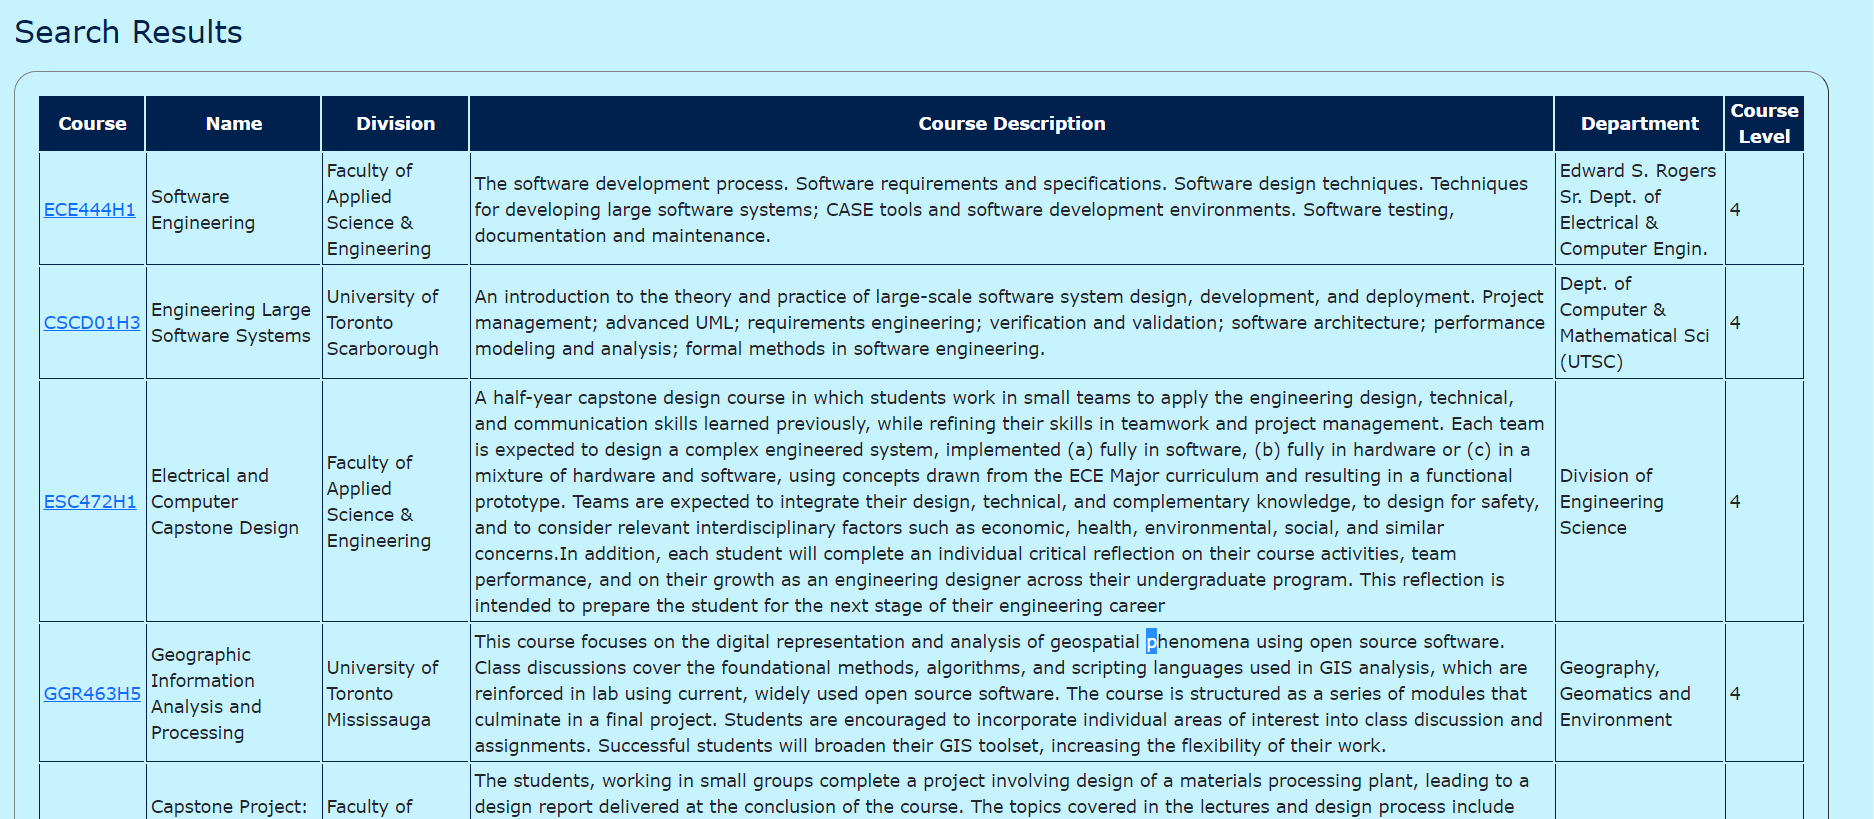 Search Results
Course
Name
Division
Course Description
Department
Course
Level
ECE444H1
Software
Engineering
Faculty of
Applied
Science &
Engineering
The software development process. Software requirements and specifications. Software design techniques. Techniques
for developing large software systems; CASE tools and software development environments. Software testing,
documentation and maintenance.
Edward S. Rogers
Sr. Dept. of
Electrical &
Computer Engin.
4
CSCD01H3
Engineering Large
Software Systems
University of
Toronto
Scarborough
An introduction to the theory and practice of large-scale software system design, development, and deployment. Project
management; advanced UML; requirements engineering; verification and validation; software architecture; performance
modeling and analysis; formal methods in software engineering.
Dept. of
Computer &
Mathematical Sci
(UTSC)
4
ESC472H1
Electrical and
Computer
Capstone Design
Faculty of
Applied
Science &
Engineering
A half-year capstone design course in which students work in small teams to apply the engineering design, technical,
and communication skills learned previously, while refining their skills in teamwork and project management. Each team
is expected to design a complex engineered system, implemented (a) fully in software, (b) fully in hardware or (c) in a
mixture of hardware and software, using concepts drawn from the ECE Major curriculum and resulting in a functional
prototype. Teams are expected to integrate their design, technical, and complementary knowledge, to design for safety,
and to consider relevant interdisciplinary factors such as economic, health, environmental, social, and similar
concerns.In addition, each student will complete an individual critical reflection on their course activities, team
performance, and on their growth as an engineering designer across their undergraduate program. This reflection is
intended to prepare the student for the next stage of their engineering career
Division of
Engineering
Science
4
GGR463H5
Geographic
Information
Analysis and
Processing
University of
Toronto
Mississauga
This course focuses on the digital representation and analysis of geospatial phenomena using open source software.
Class discussions cover the foundational methods, algorithms, and scripting languages used in GIS analysis, which are
reinforced in lab using current, widely used open source software. The course is structured as a series of modules that
culminate in a final project. Students are encouraged to incorporate individual areas of interest into class discussion and
assignments. Successful students will broaden their GIS toolset, increasing the flexibility of their work.
Geography,
Geomatics and
Environment
4
Capstone Project:
Faculty of
The students, working in small groups complete a project involving design of a materials processing plant, leading to a
design report delivered at the conclusion of the course. The topics covered in the lectures and design process include